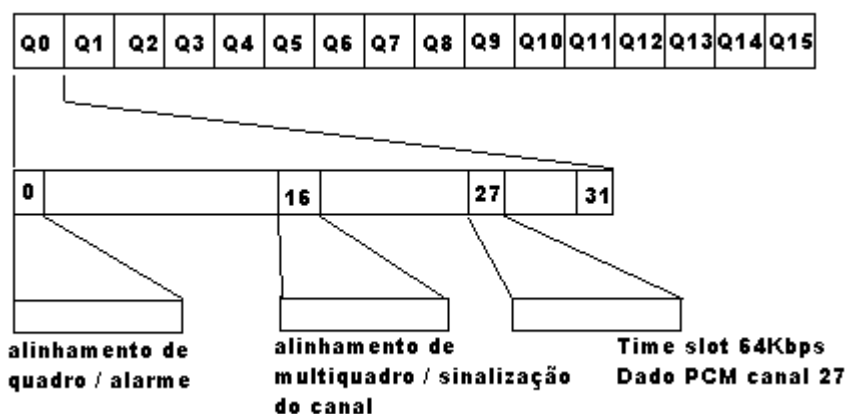 Q0 Q1 Q2 Q3 Q4 Q5 Q6 Q7 Q8 Q9 Q10 Q11 Q12 Q13 Q14 Q15
0 16 27 31
alinhamento de
quadro / alarme
alinhamento de
multiquadro / sinalização
do canal
Time slot 64Kbps
Dado PCM canal 27